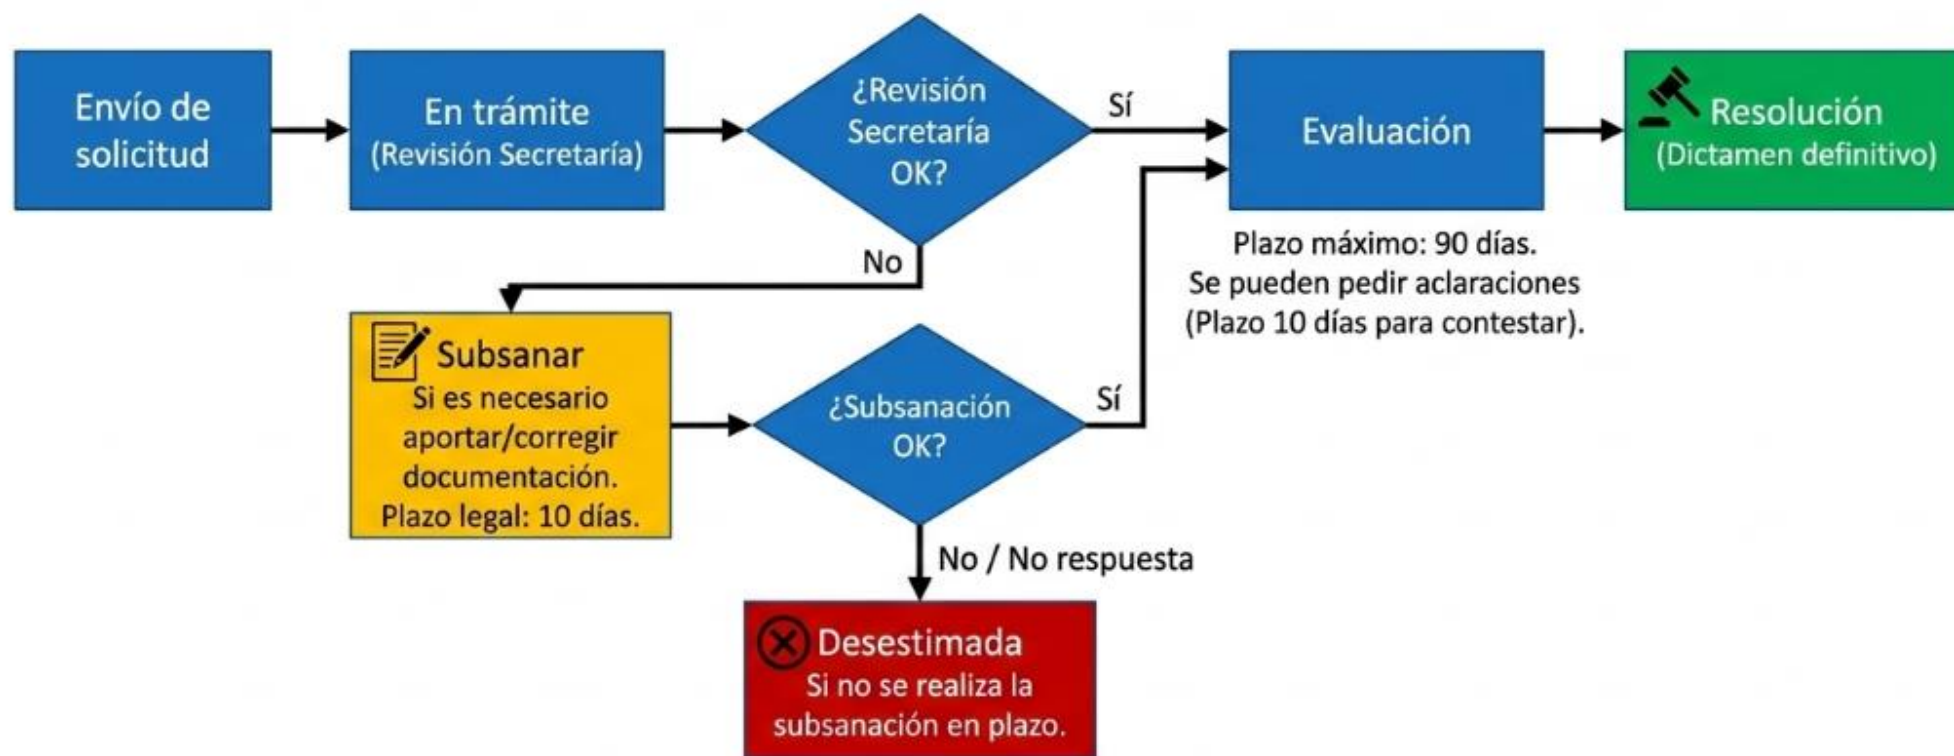 Envío de
solicitud
En trámite
(Revisión Secretaría)
¿Revisión
Secretaría
OK?
Sí
Evaluación
Resolución
(Dictamen definitivo)
Plazo máximo: 90 días.
Se pueden pedir aclaraciones
(Plazo 10 días para contestar).
No
Subsanar
Si es necesario
aportar/corregir
documentación.
Plazo legal: 10 días.
¿Subsanación
OK?
Sí
No / No respuesta
Desestimada
Si no se realiza la
subsanación en plazo.